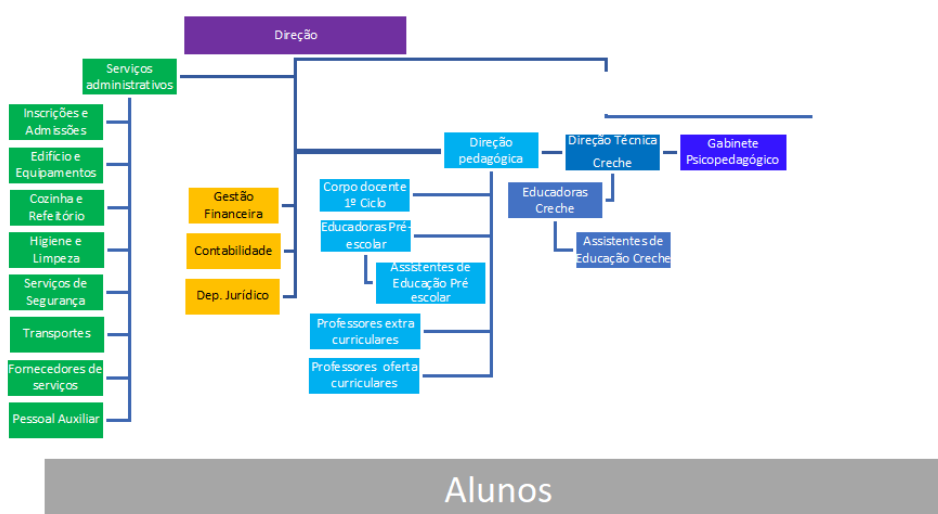 Direção
Serviços
administrativos
Inscrições e
Admissões
Edifício e
Equipamentos
Cozinha e
Refeitório
Higiene e
Limpeza
Serviços de
Segurança
Transportes
Fornecedores de
serviços
Pessoal Auxiliar
Gestão
Financeira
Contabilidade
Dep. Jurídico
Direção
pedagógica
Corpo docente
1º Ciclo
Educadoras Pré-
escolar
Assistentes de
Educação Pré
escolar
Professores extra
curriculares
Professores oferta
curriculares
Direção Técnica
Creche
Educadoras
Creche
Assistentes de
Educação Creche
Gabinete
Psicopedagógico
Alunos